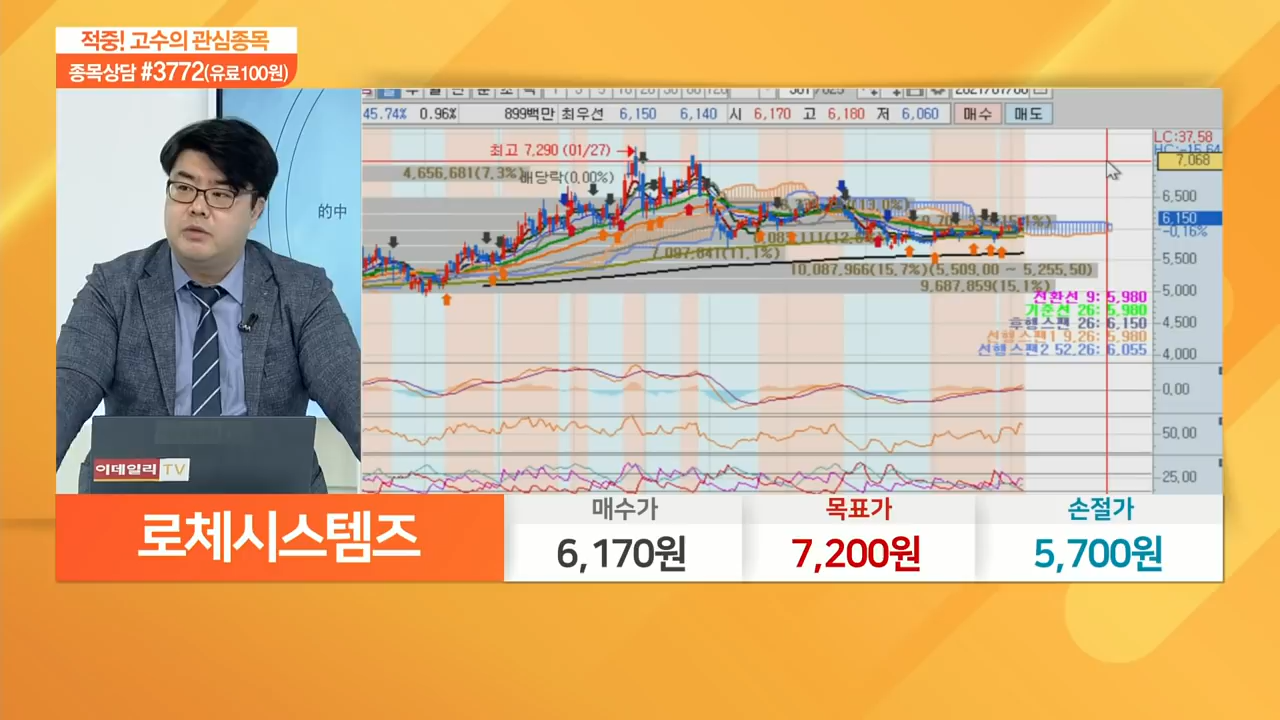 적중! 고수의 관심종목
종목상담 #3772(유료100원)
的中
이데일리 TV
45.74% 0.96% 899백만 최우선 6,150 6,140 시 6,170 고 6,180 저 6,060 매수 매도
LC:37.58
HC:-15.64
7,068
최고 7,290 (01/27)
4,656,681(7.3%)
배당락(0.00%)
6,500
6,150
-0.16%
7,097,841(11.1%)
5,500
10,087,966(15.7%)(5,509.00 ~ 5,255.50)
9,687,859(15.1%)
5,000
전환선 9: 5,980
기준선 26: 5,980
후행스팬 26: 6,150
선행스팬1 9,26: 5,980
선행스팬2 52,26: 6,055
4,500
4,000
0.00
50.00
25.00
로체시스템즈
매수가 목표가 손절가
6,170원 7,200원 5,700원